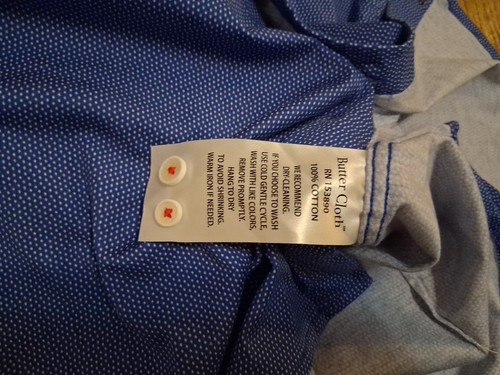 Butter Cloth™
RN 153890
100% COTTON
WE RECOMMEND
DRY-CLEANING.
IF YOU CHOOSE TO WASH
USE COLD GENTLE CYCLE,
WASH WITH LIKE COLORS,
REMOVE PROMPTLY.
HANG TO DRY
TO AVOID SHRINKING.
WARM IRON IF NEEDED.